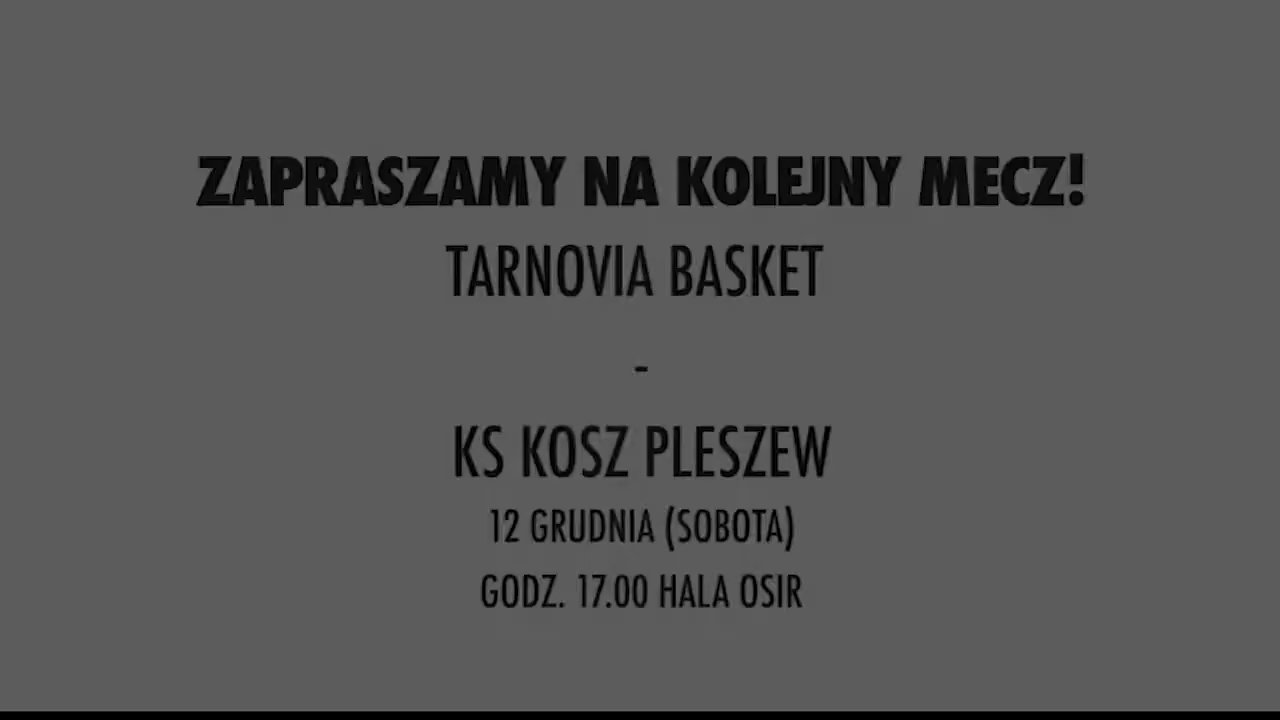 ZAPRASZAMY NA KOLEJNY MECZ!
TARNOVIA BASKET
-
KS KOSZ PLESZEW
12 GRUDNIA (SOBOTA)
GODZ. 17.00 HALA OSIR